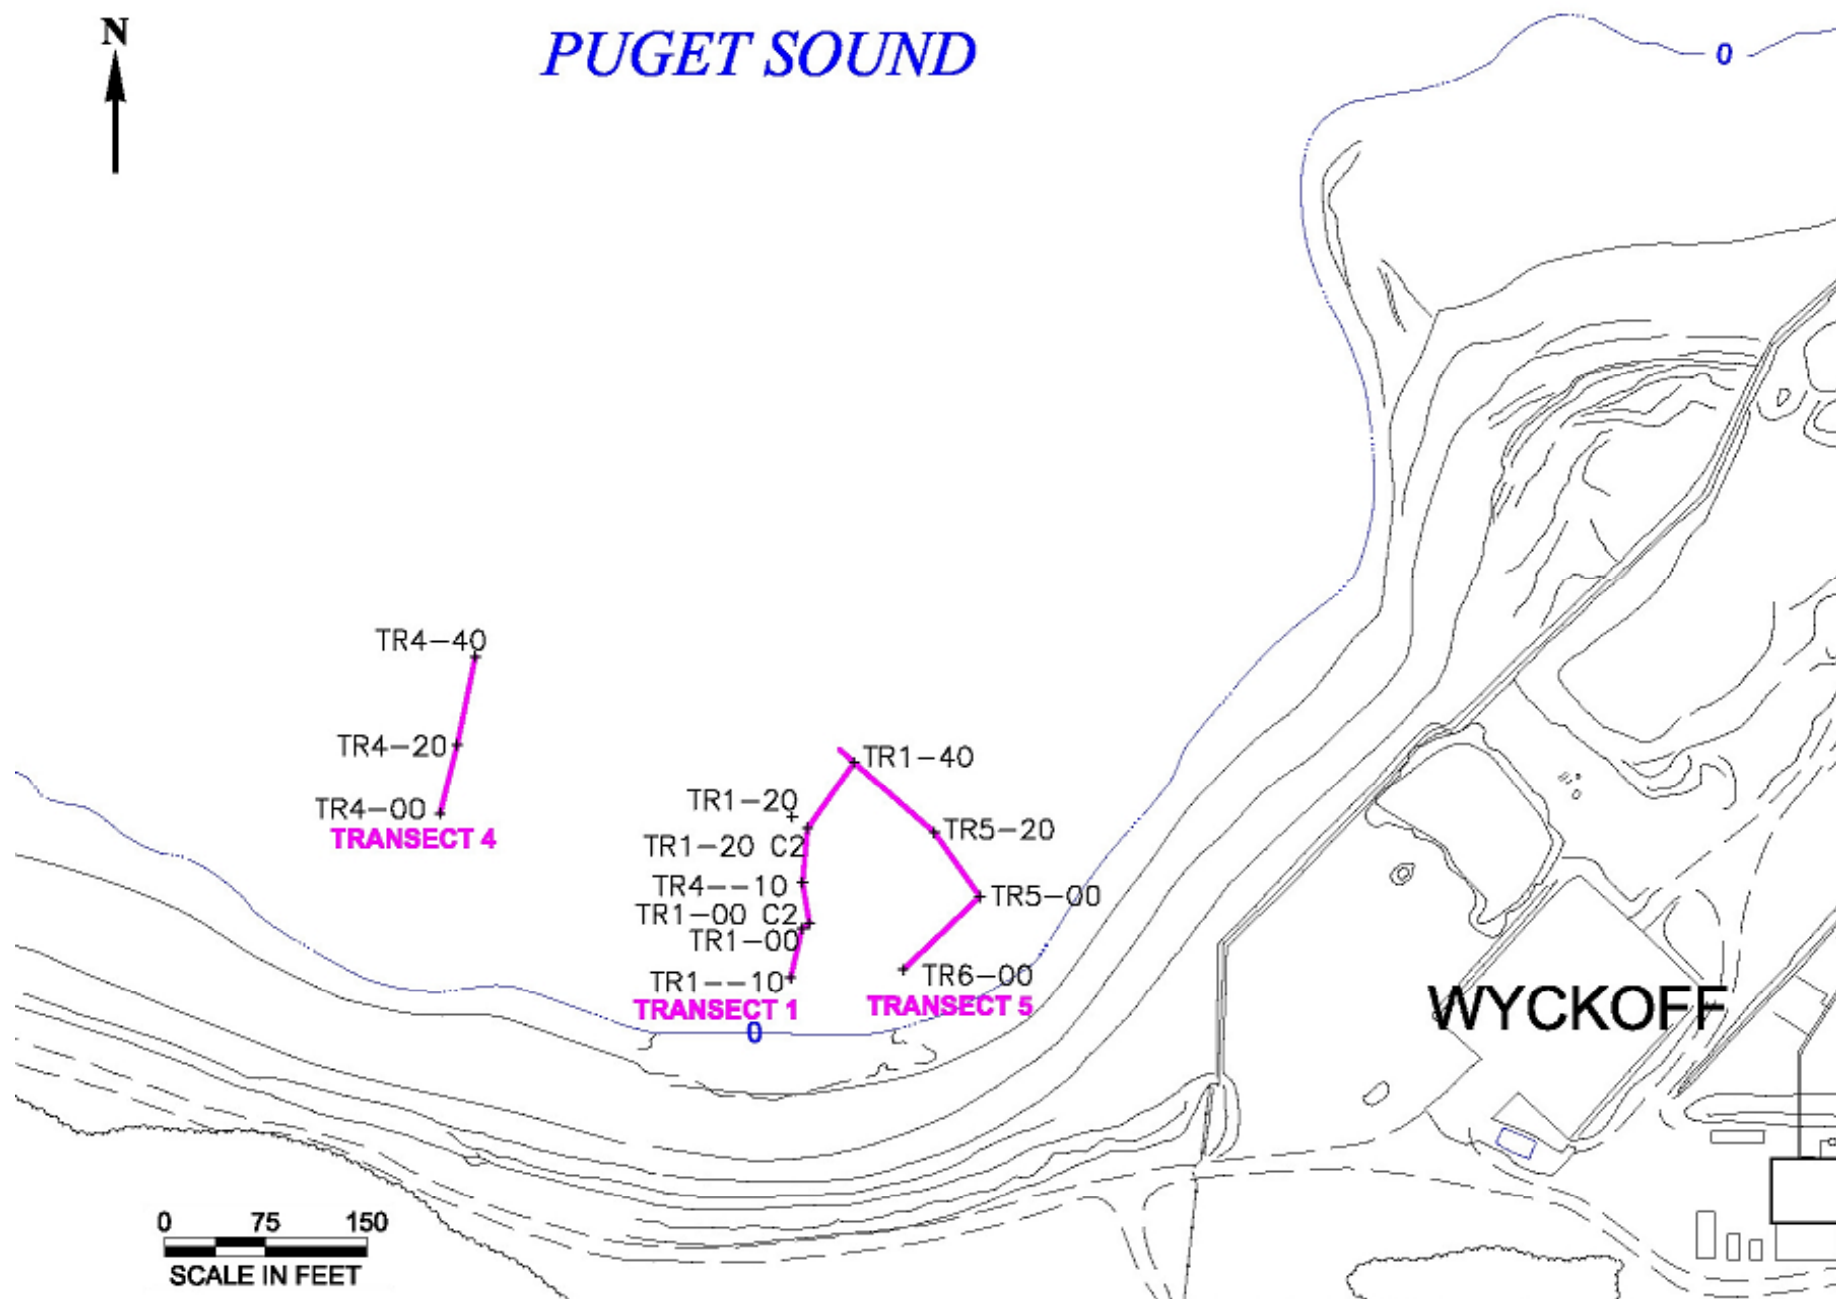 N
PUGET SOUND
0
TR4-40
TR4-20
TR1-40
TR1-20
TR4-00
TRANSECT 4
TR5-20
TR1-20 C2
TR4--10
TR5-00
TR1-00 C2
TR1-00
TR1--10
TR6-00
TRANSECT 1
TRANSECT 5
WYCKOFF
0
0 75 150
SCALE IN FEET